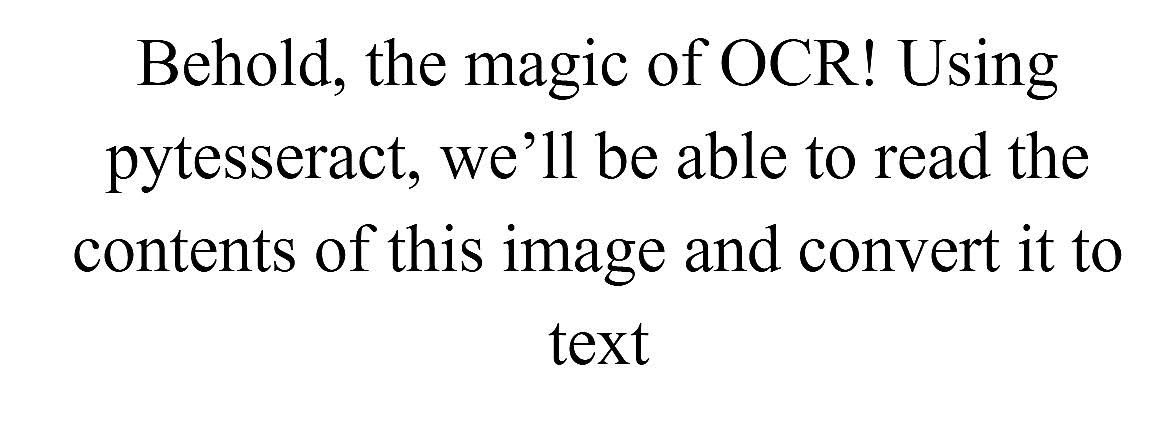 Behold, the magic of OCR! Using
pytesseract, we’ll be able to read the
contents of this image and convert it to
text